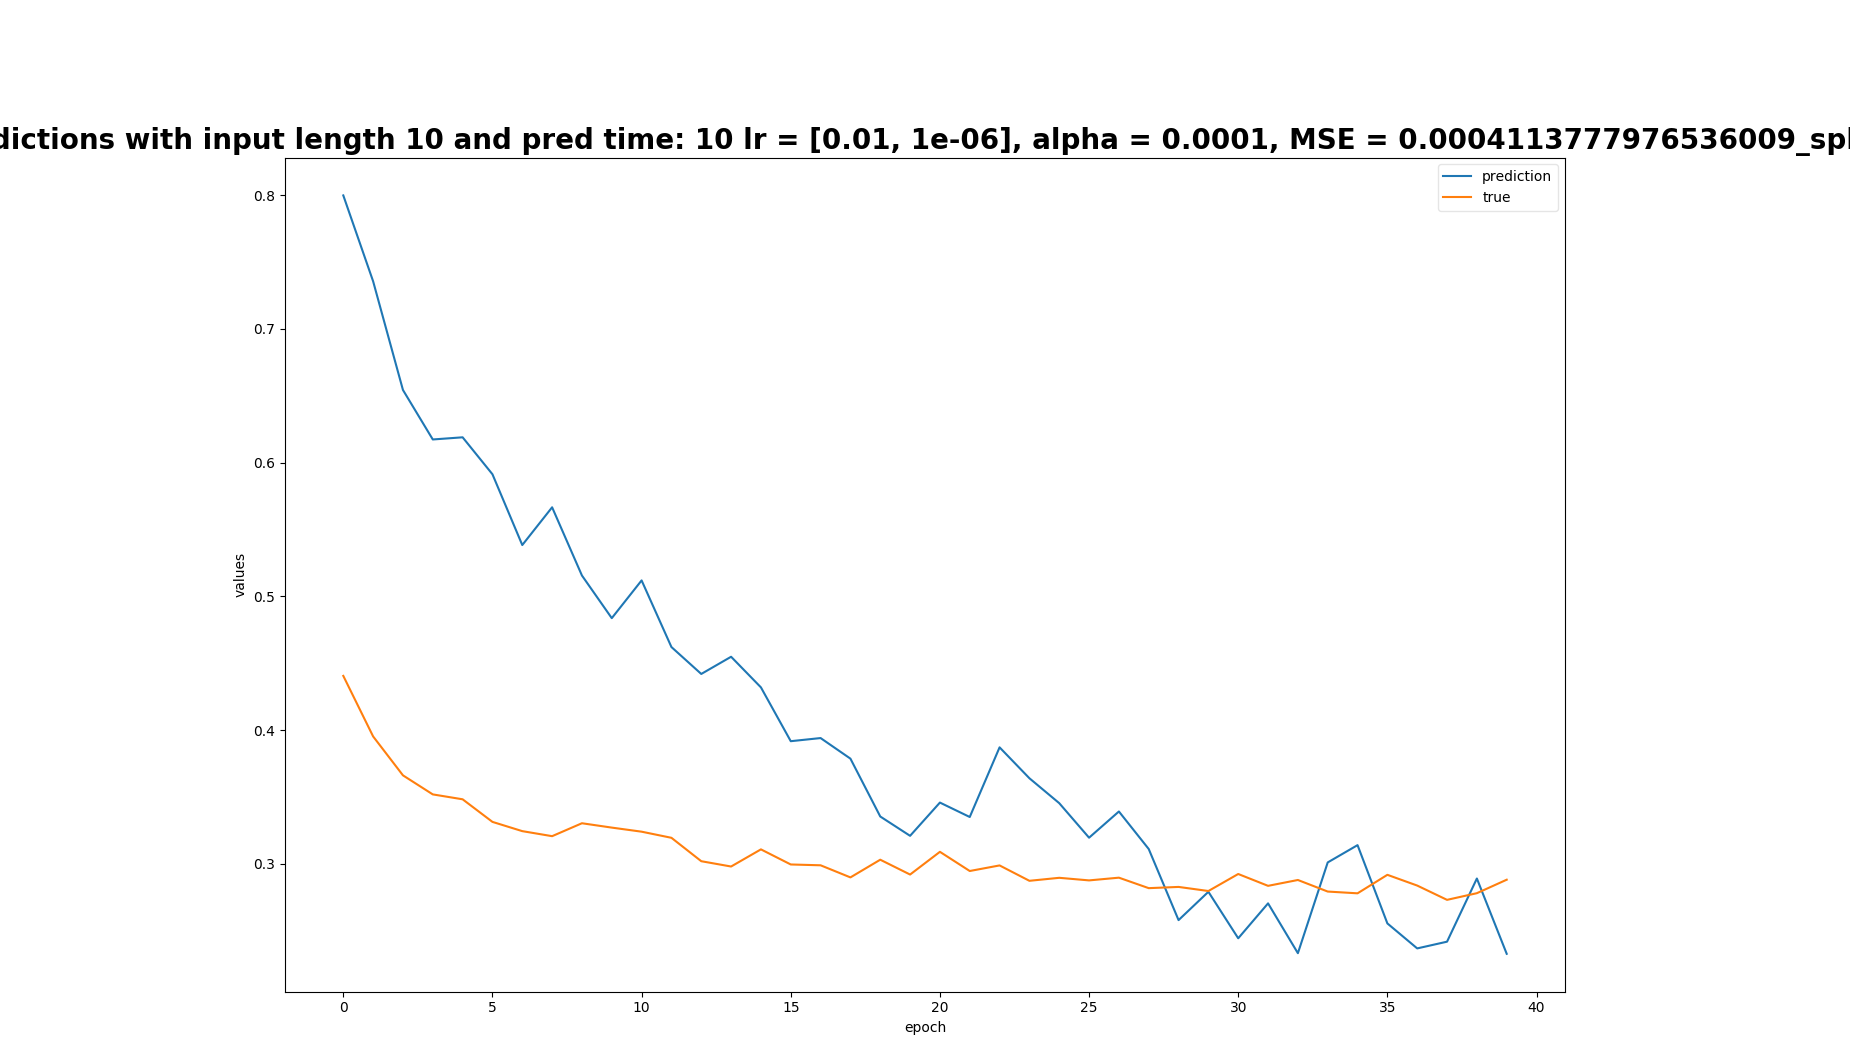 dictions with input length 10 and pred time: 10 lr = [0.01, 1e-06], alpha = 0.0001, MSE = 0.0004113777976536009_spl
prediction
true
0.8
0.7
0.6
0.5
0.4
0.3
values
0 5 10 15 20 25 30 35 40
epoch